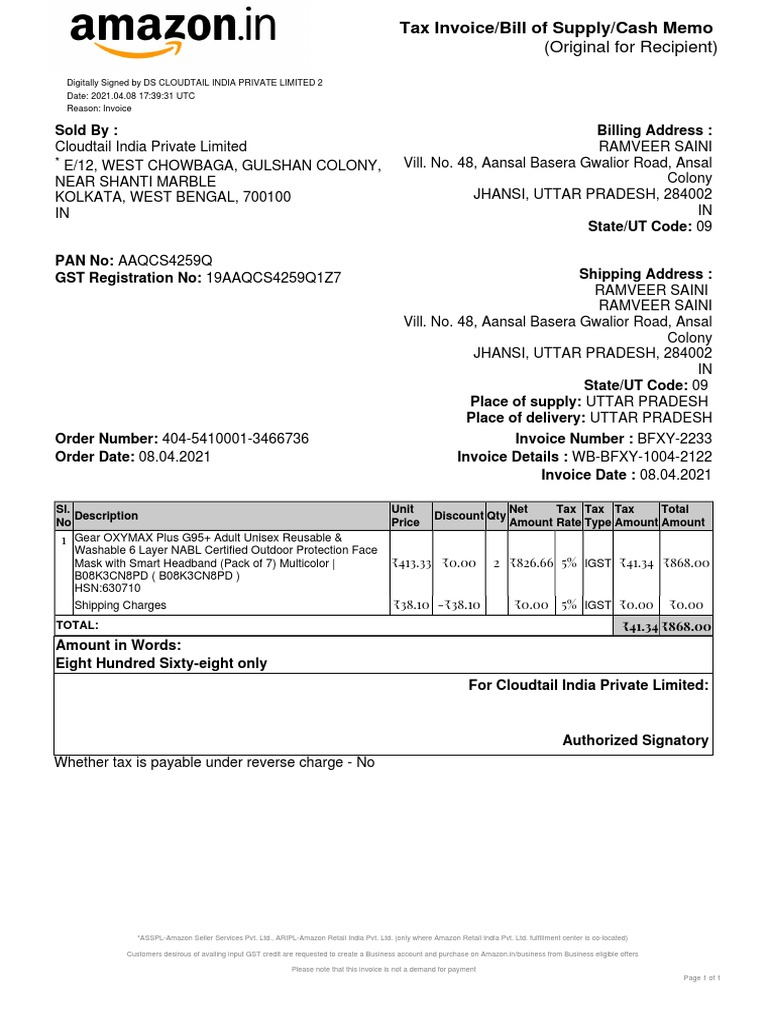 amazon.in
Tax Invoice/Bill of Supply/Cash Memo
(Original for Recipient)
Digitally Signed by DS CLOUDTAIL INDIA PRIVATE LIMITED 2
Date: 2021.04.08 17:39:31 UTC
Reason: Invoice
Sold By :
Cloudtail India Private Limited
* E/12, WEST CHOWBAGA, GULSHAN COLONY,
NEAR SHANTI MARBLE
KOLKATA, WEST BENGAL, 700100
IN
PAN No: AAQCS4259Q
GST Registration No: 19AAQCS4259Q1Z7
Billing Address :
RAMVEER SAINI
Vill. No. 48, Aansal Basera Gwalior Road, Ansal
Colony
JHANSI, UTTAR PRADESH, 284002
IN
State/UT Code: 09
Shipping Address :
RAMVEER SAINI
RAMVEER SAINI
Vill. No. 48, Aansal Basera Gwalior Road, Ansal
Colony
JHANSI, UTTAR PRADESH, 284002
IN
State/UT Code: 09
Place of supply: UTTAR PRADESH
Place of delivery: UTTAR PRADESH
Order Number: 404-5410001-3466736
Order Date: 08.04.2021
Invoice Number : BFXY-2233
Invoice Details : WB-BFXY-1004-2122
Invoice Date : 08.04.2021
Sl. No Description Unit Price Discount Qty Net Amount Tax Rate Tax Type Tax Amount Total Amount
1 Gear OXYMAX Plus G95+ Adult Unisex Reusable &
Washable 6 Layer NABL Certified Outdoor Protection Face
Mask with Smart Headband (Pack of 7) Multicolor | ₹413.33 ₹0.00 2 ₹826.66 5% IGST ₹41.34 ₹868.00
B08K3CN8PD ( B08K3CN8PD )
HSN:630710
Shipping Charges ₹38.10 -₹38.10 ₹0.00 5% IGST ₹0.00 ₹0.00
TOTAL: ₹41.34 ₹868.00
Amount in Words:
Eight Hundred Sixty-eight only
For Cloudtail India Private Limited:
Authorized Signatory
Whether tax is payable under reverse charge - No
*ASSPL-Amazon Seller Services Pvt. Ltd., ARIPL-Amazon Retail India Pvt. Ltd. (only where Amazon Retail India Pvt. Ltd. fulfillment center is co-located)
Customers desirous of availing input GST credit are requested to create a Business account and purchase on Amazon.in/business from Business eligible offers
Please note that this invoice is not a demand for payment
Page 1 of 1